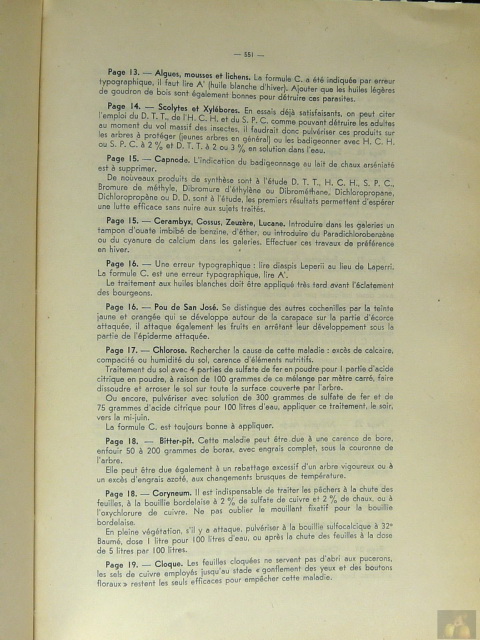 — 551 —
Page 13. — Algues, mousses et lichens. La formule C. a été indiquée par erreur
typographique, il faut lire A' (huile blanche d'hiver). Ajouter que les huiles légères
de goudron de bois sont également bonnes pour détruire ces parasites.
Page 14. — Scolytes et Xylébores. En essais déjà satisfaisants, on peut citer
l'emploi du D. T. T., de l'H. C. H. et du S. P. C. comme pouvant détruire les adultes
au moment du vol massif des insectes, il faudrait donc pulvériser ces produits sur
les arbres à protéger (jeunes arbres en général) ou les badigeonner avec H. C. H.
ou S. P. C. à 2 % et D. T. T. à 2 ou 3 % en solution dans l'eau.
Page 15. — Capnode. L'indication du badigeonnage au lait de chaux arséniaté
est à supprimer.
De nouveaux produits de synthèse sont à l'étude D. T. T., H. C. H., S. P. C.,
Bromure de méthyle, Dibromure d'éthylène ou Dibrométhane, Dichloropropane,
Dichloropropène ou D. D. sont à l'étude, les premiers résultats permettent d'espérer
une lutte efficace sans nuire aux sujets traités.
Page 15. — Cerambyx, Cossus, Zeuzère, Lucane. Introduire dans les galeries un
tampon d'ouate imbibé de benzine, d'éther, ou introduire du Paradichlorobenzène
ou du cyanure de calcium dans les galeries. Effectuer ces travaux de préférence
en hiver.
Page 16. — Une erreur typographique : lire diaspis Leperii au lieu de Laperri.
La formule C. est une erreur typographique, lire A'.
Le traitement aux huiles blanches doit être appliqué très tard avant l'éclatement
des bourgeons.
Page 16. — Pou de San José. Se distingue des autres cochenilles par la teinte
jaune et orangée qui se développe autour de la carapace sur la partie d'écorce
attaquée, il attaque également les fruits en arrêtant leur développement sous la
partie de l'épiderme attaquée.
Page 17. — Chlorose. Rechercher la cause de cette maladie : excès de calcaire,
compacité ou humidité du sol, carence d'éléments nutritifs.
Traitement du sol avec 4 parties de sulfate de fer en poudre pour 1 partie d'acide
citrique en poudre, à raison de 100 grammes de ce mélange par mètre carré, faire
dissoudre et arroser le sol sur toute la surface couverte par l'arbre.
Ou encore, pulvériser avec solution de 300 grammes de sulfate de fer et de
75 grammes d'acide citrique pour 100 litres d'eau, appliquer ce traitement, le soir,
vers la mi-juin.
La formule C. est toujours bonne à appliquer.
Page 18. — Bitter-pit. Cette maladie peut être due à une carence de bore,
enfouir 50 à 200 grammes de borax, avec engrais complet, sous la couronne de
l'arbre.
Elle peut être due également à un rabattage excessif d'un arbre vigoureux ou à
un excès d'engrais azoté, aux changements brusques de température.
Page 18. — Coryneum. Il est indispensable de traiter les pêchers à la chute des
feuilles, à la bouillie bordelaise à 2 % de sulfate de cuivre et 2 % de chaux, ou à
l'oxychlorure de cuivre. Ne pas oublier le mouillant fixatif pour la bouillie
bordelaise.
En pleine végétation, s'il y a attaque, pulvériser à la bouillie sulfocalcique à 32°
Baumé, dose 1 litre pour 100 litres d'eau, ou après la chute des feuilles à la dose
de 5 litres par 100 litres.
Page 19. — Cloque. Les feuilles cloquées ne servent pas d'abri aux pucerons,
les sels de cuivre employés jusqu'au stade « gonflement des yeux et des boutons
floraux » restent les seuls efficaces pour empêcher cette maladie.